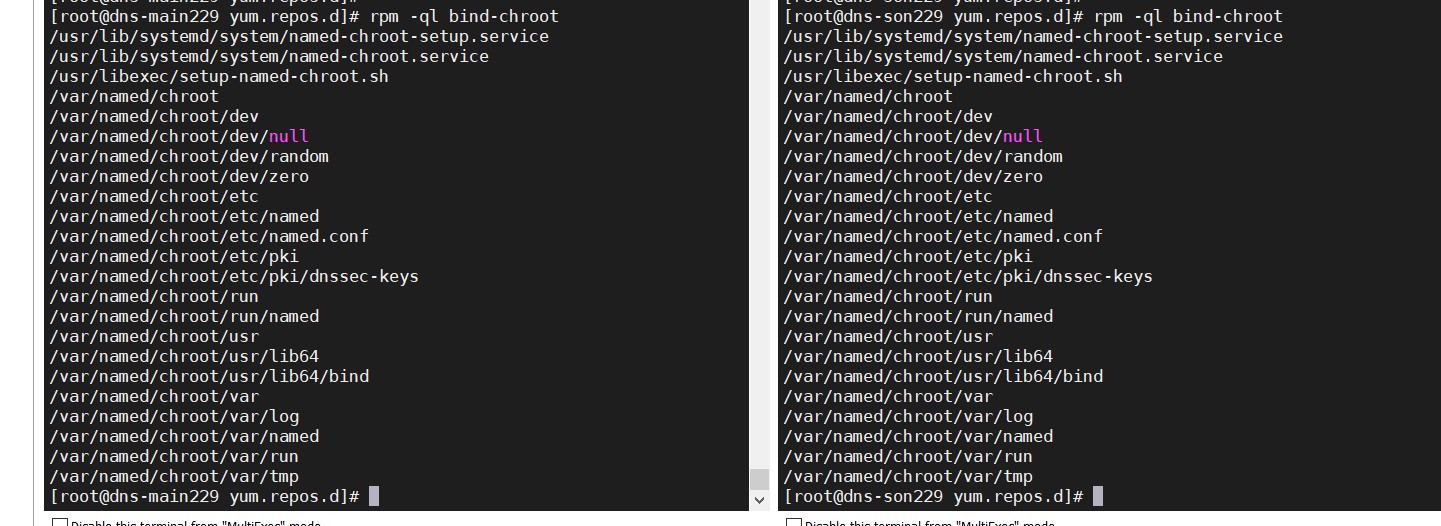 [root@dns-main229 yum.repos.d]# rpm -ql bind-chroot
/usr/lib/systemd/system/named-chroot-setup.service
/usr/lib/systemd/system/named-chroot.service
/usr/libexec/setup-named-chroot.sh
/var/named/chroot
/var/named/chroot/dev
/var/named/chroot/dev/null
/var/named/chroot/dev/random
/var/named/chroot/dev/zero
/var/named/chroot/etc
/var/named/chroot/etc/named
/var/named/chroot/etc/named.conf
/var/named/chroot/etc/pki
/var/named/chroot/etc/pki/dnssec-keys
/var/named/chroot/run
/var/named/chroot/run/named
/var/named/chroot/usr
/var/named/chroot/usr/lib64
/var/named/chroot/usr/lib64/bind
/var/named/chroot/var
/var/named/chroot/var/log
/var/named/chroot/var/named
/var/named/chroot/var/run
/var/named/chroot/var/tmp
[root@dns-main229 yum.repos.d]#
Disable this terminal from "MultiExec" mode
[root@dns-son229 yum.repos.d]# rpm -ql bind-chroot
/usr/lib/systemd/system/named-chroot-setup.service
/usr/lib/systemd/system/named-chroot.service
/usr/libexec/setup-named-chroot.sh
/var/named/chroot
/var/named/chroot/dev
/var/named/chroot/dev/null
/var/named/chroot/dev/random
/var/named/chroot/dev/zero
/var/named/chroot/etc
/var/named/chroot/etc/named
/var/named/chroot/etc/named.conf
/var/named/chroot/etc/pki
/var/named/chroot/etc/pki/dnssec-keys
/var/named/chroot/run
/var/named/chroot/run/named
/var/named/chroot/usr
/var/named/chroot/usr/lib64
/var/named/chroot/usr/lib64/bind
/var/named/chroot/var
/var/named/chroot/var/log
/var/named/chroot/var/named
/var/named/chroot/var/run
/var/named/chroot/var/tmp
[root@dns-son229 yum.repos.d]#
Disable this terminal from "MultiExec" mode